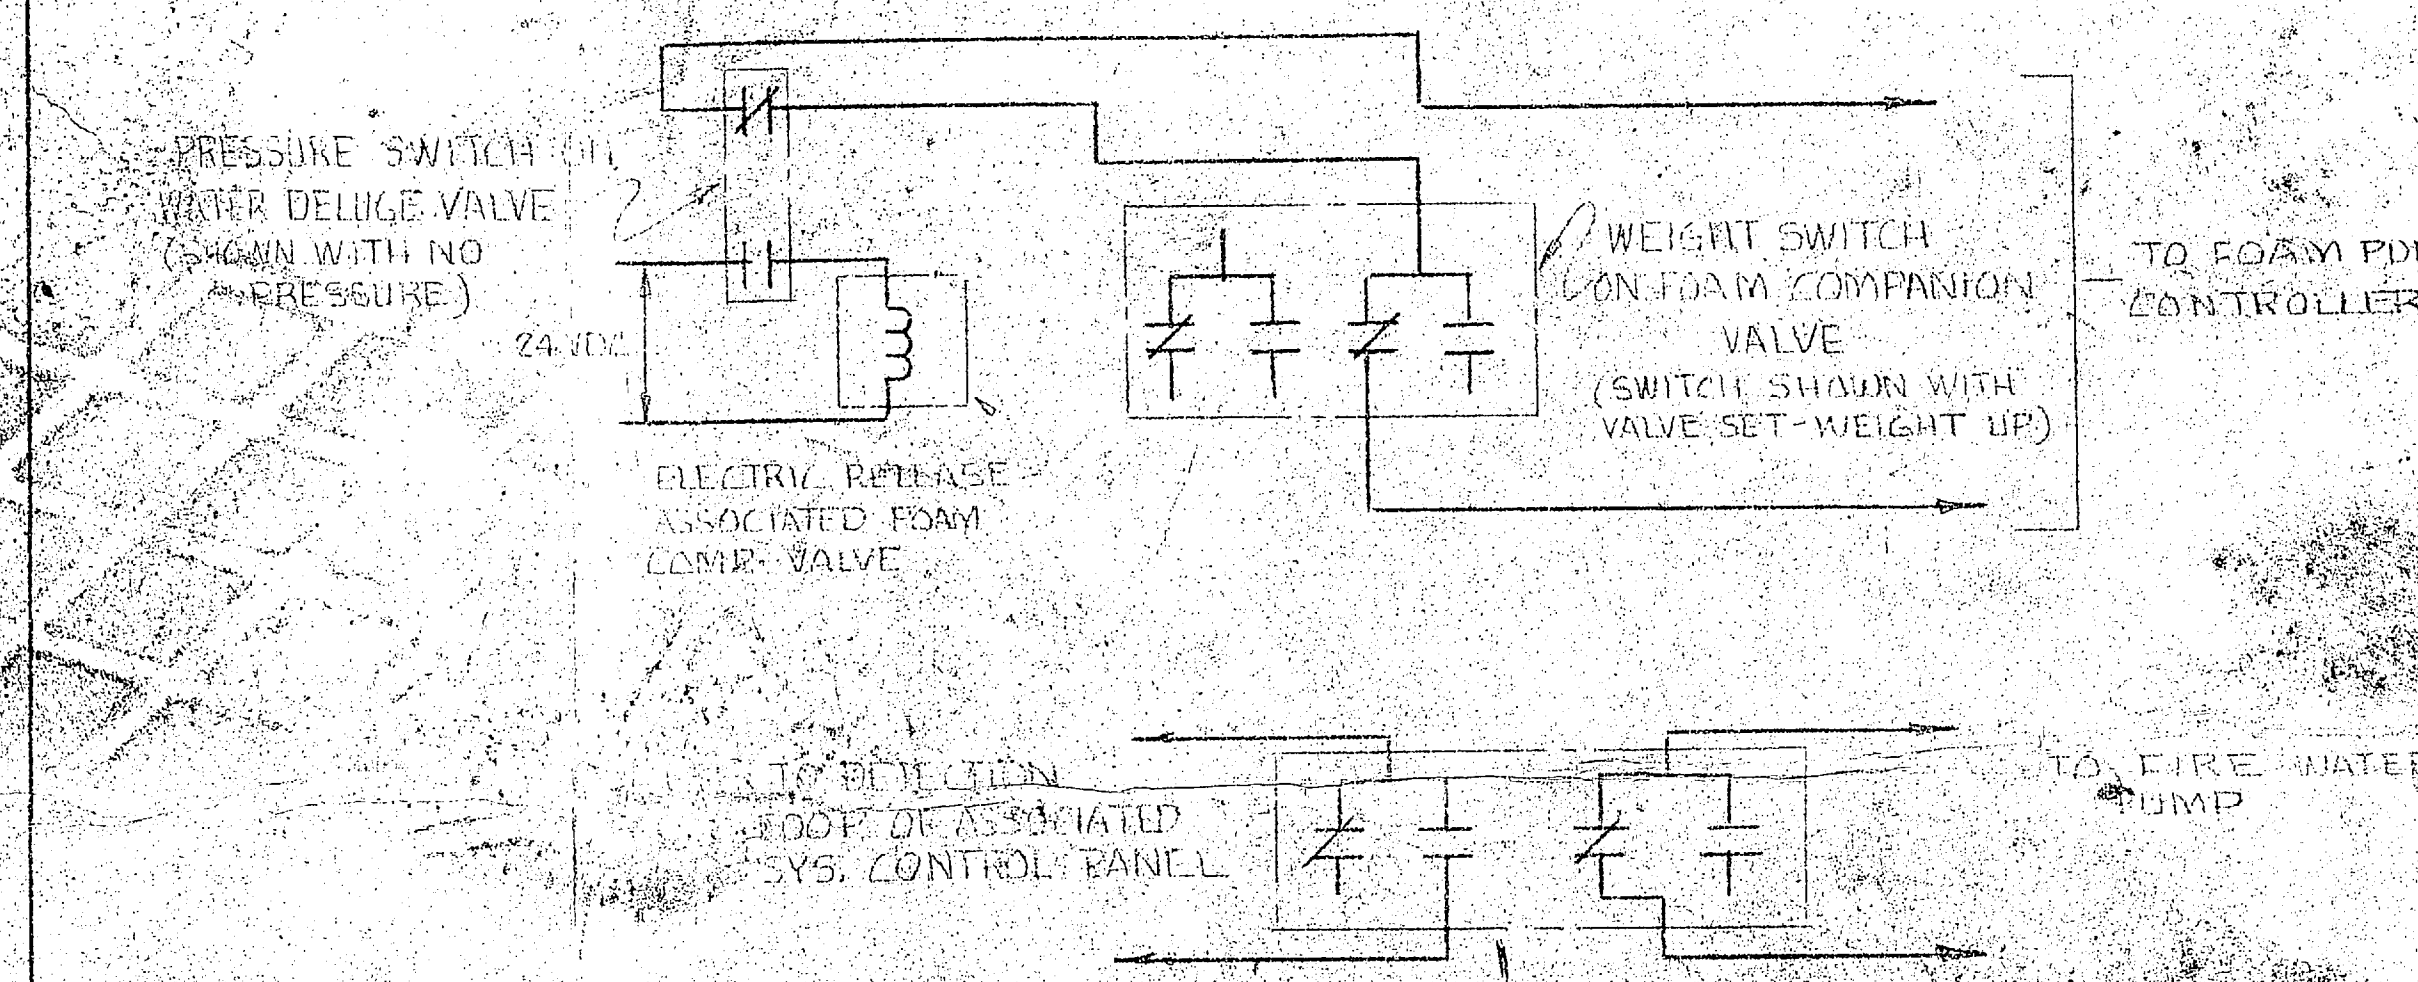 PRESSURE SWITCH ON
WATER DELUGE VALVE
(SHOWN WITH NO
PRESSURE)
24 VDC
ELECTRIC RELEASE
ASSOCIATED FOAM
COMP. VALVE
WEIGHT SWITCH
ON FOAM COMPANION
VALVE
(SWITCH SHOWN WITH
VALVE SET-WEIGHT UP)
TO FOAM
CONTROLLER
TO DETECTION
LOOP OF ASSOCIATED
SYS. CONTROL PANEL
TO FIRE WATER
PUMP